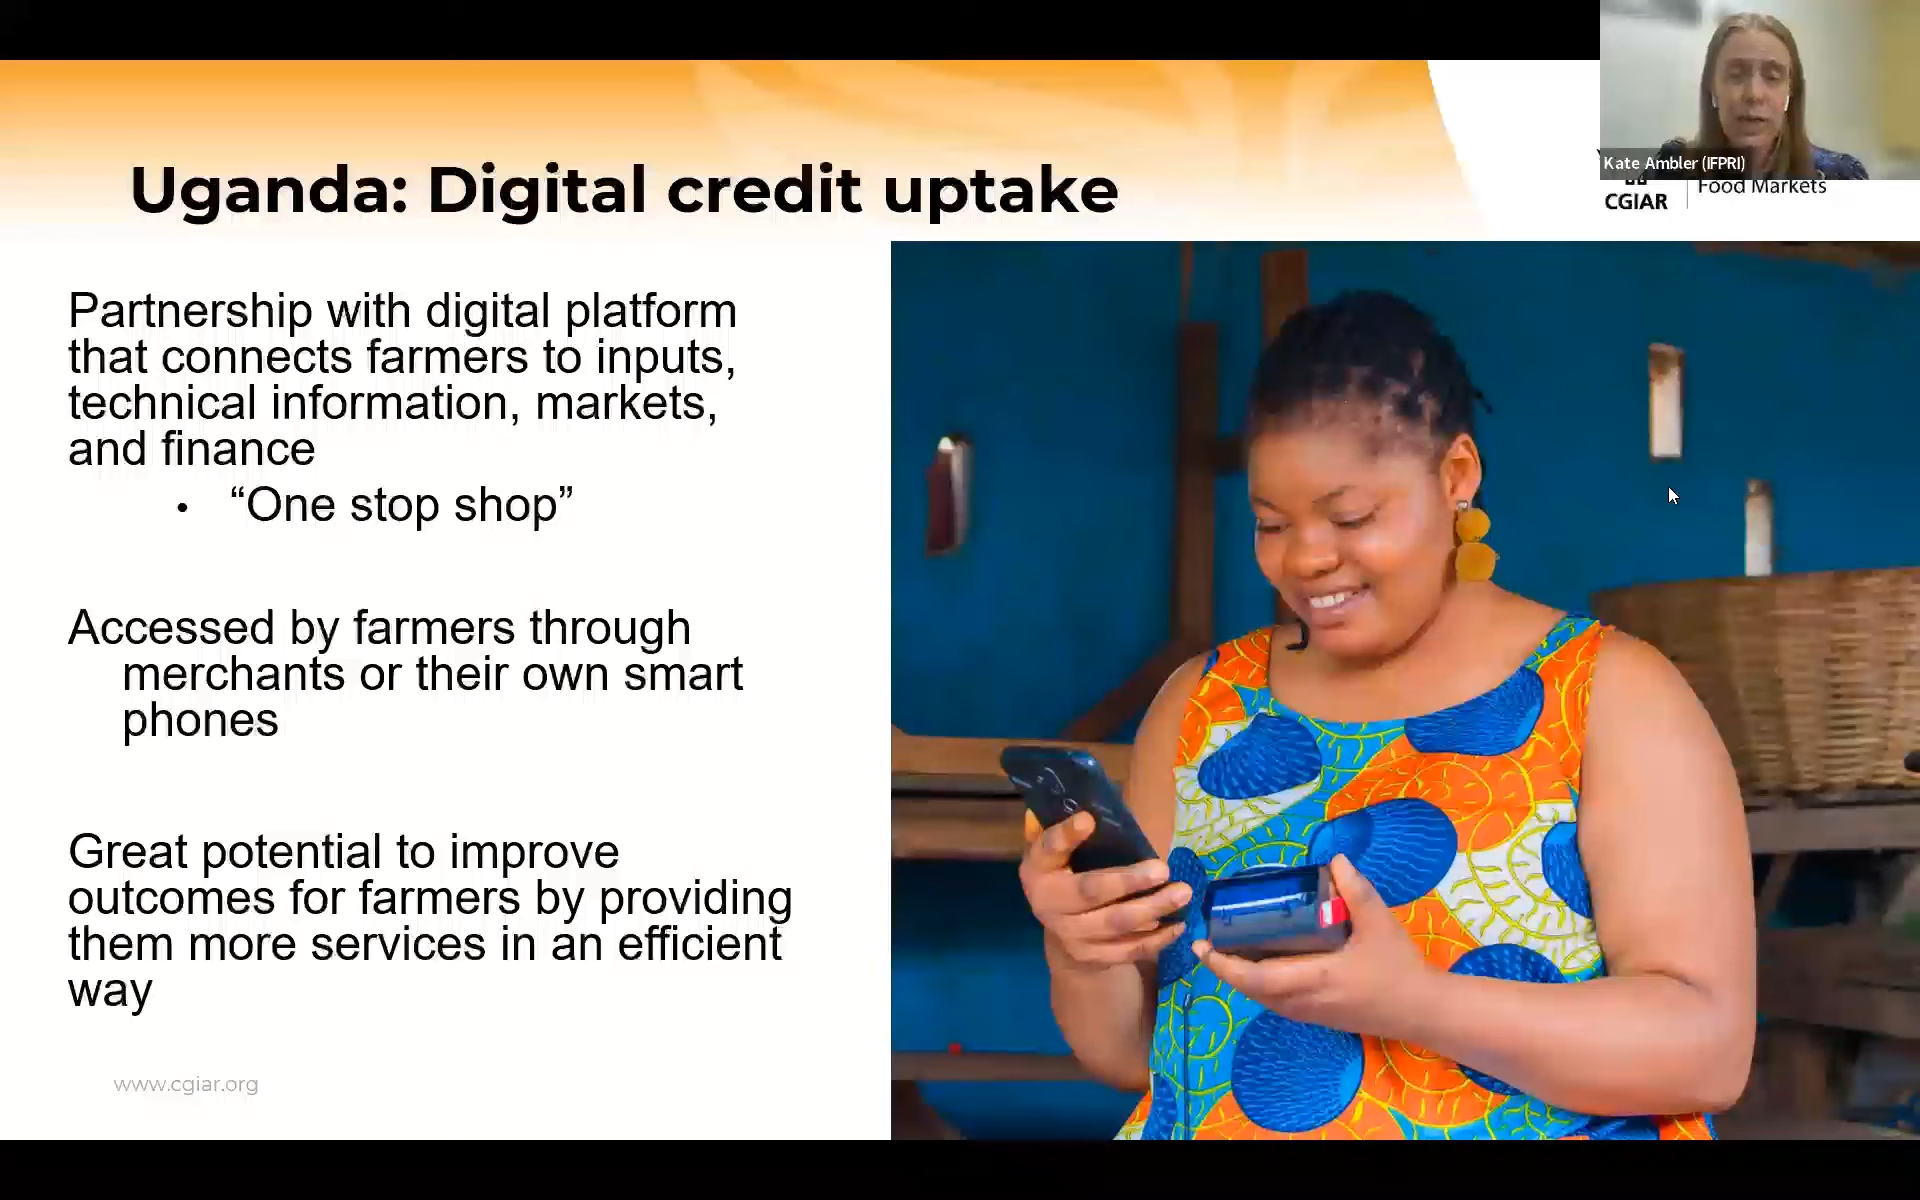 Kate Ambler (IFPRI)
CGIAR
Food Markets
Uganda: Digital credit uptake
Partnership with digital platform
that connects farmers to inputs,
technical information, markets,
and finance
• “One stop shop”
Accessed by farmers through
merchants or their own smart
phones
Great potential to improve
outcomes for farmers by providing
them more services in an efficient
way
www.cgiar.org